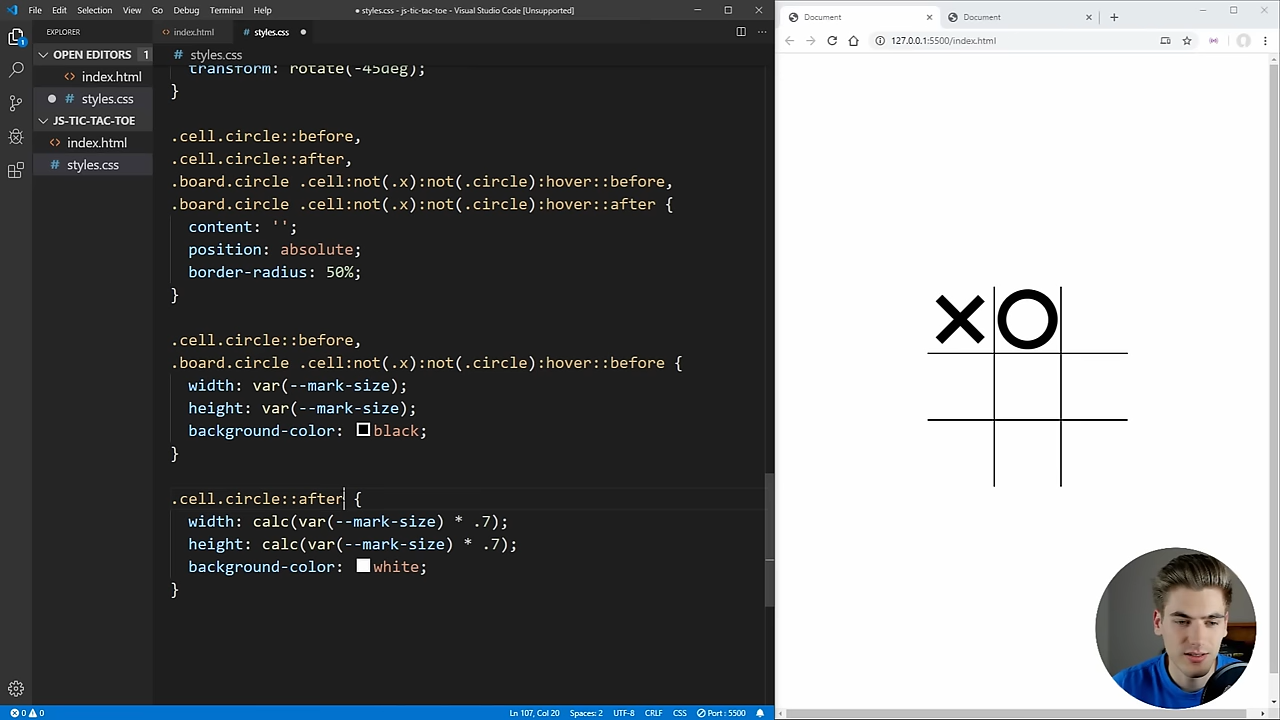 File Edit Selection View Go Debug Terminal Help
● styles.css - js-tic-tac-toe - Visual Studio Code [Unsupported]
EXPLORER
OPEN EDITORS 1
index.html
styles.css
JS-TIC-TAC-TOE
index.html
styles.css
index.html styles.css
styles.css
transform: rotate(-45deg);
}
.cell.circle::before,
.cell.circle::after,
.board.circle .cell:not(.x):not(.circle):hover::before,
.board.circle .cell:not(.x):not(.circle):hover::after {
content: '';
position: absolute;
border-radius: 50%;
}
.cell.circle::before,
.board.circle .cell:not(.x):not(.circle):hover::before {
width: var(--mark-size);
height: var(--mark-size);
background-color: black;
}
.cell.circle::after {
width: calc(var(--mark-size) * .7);
height: calc(var(--mark-size) * .7);
background-color: white;
}
0 0 Ln 107, Col 20 Spaces: 2 UTF-8 CRLF CSS Port : 5500
Document Document
127.0.0.1:5500/index.html